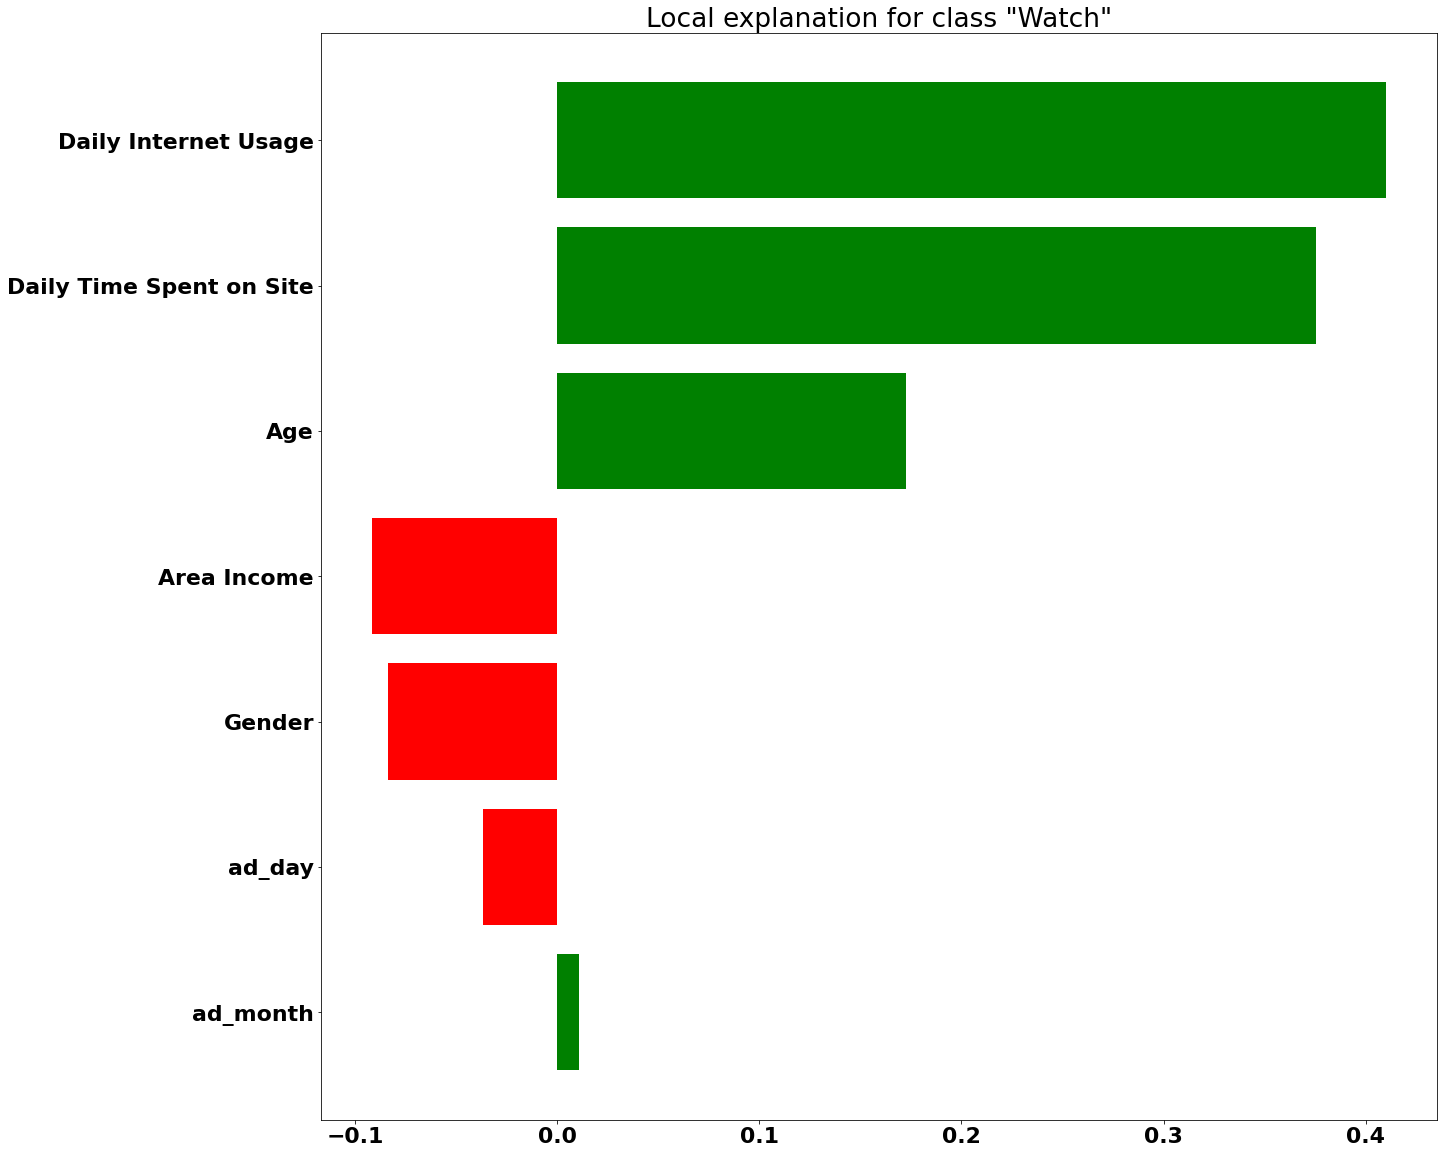 Local explanation for class "Watch"
Daily Internet Usage
Daily Time Spent on Site
Age
Area Income
Gender
ad_day
ad_month
−0.1 0.0 0.1 0.2 0.3 0.4